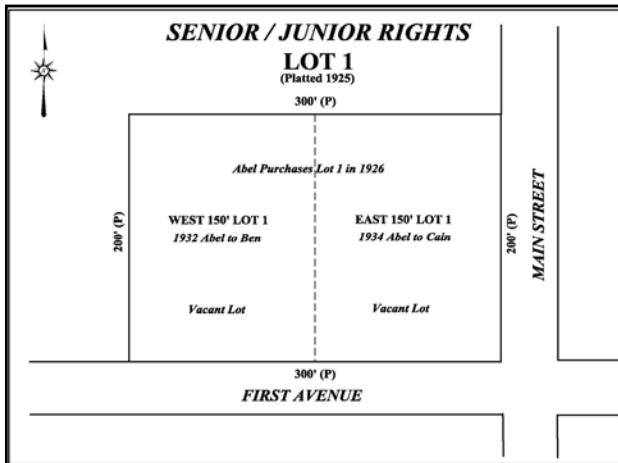 SENIOR / JUNIOR RIGHTS
LOT 1
(Platted 1925)
300' (P)
Abel Purchases Lot 1 in 1926
WEST 150' LOT 1
1932 Abel to Ben
EAST 150' LOT 1
1934 Abel to Cain
200' (P)
200' (P)
MAIN STREET
Vacant Lot
Vacant Lot
300' (P)
FIRST AVENUE